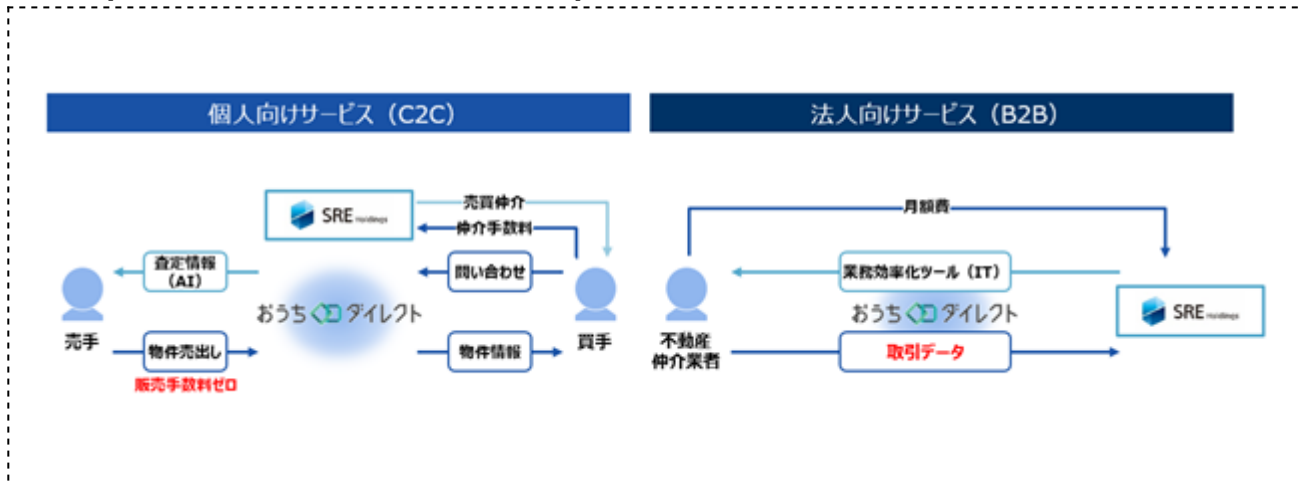 個人向けサービス（C2C）
法人向けサービス（B2B）
SRE Holdings
売買仲介
仲介手数料
査定情報
（AI）
問い合わせ
おうち ダイレクト
売手
買手
物件売出し
物件情報
販売手数料ゼロ
月額費
業務効率化ツール（IT）
おうち ダイレクト
SRE Holdings
不動産
仲介業者
取引データ